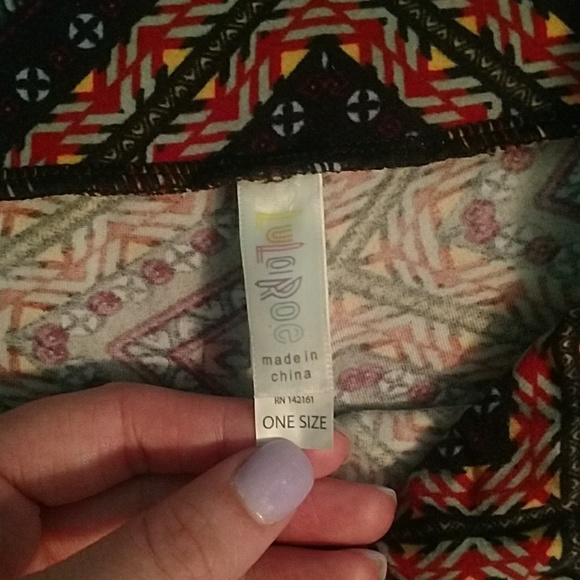 LuLaRoe
made in
china
RN 142161
ONE SIZE